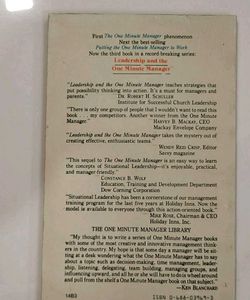 First The One Minute Manager phenomenon
Next the best-selling
Putting the One Minute Manager to Work
Now the third book in a record-breaking series:
Leadership and the
One Minute Manager
"Leadership and the One Minute Manager teaches strategies that
put possibility thinking into action. It's a must for managers and
parents."
DR. ROBERT H. SCHULLER
Institute for Successful Church Leadership
"There is only one group of people that I wouldn't want to read this
book . . . my competitors. Another winner from the One Minute
Manager."
HARVEY B. MACKAY, CEO
Mackay Envelope Company
"Leadership and the One Minute Manager takes the mystery out of
creating effective, enthusiastic teams."
WENDY REID CRISP, Editor
Savvy magazine
"This sequel to The One Minute Manager is an easy way to learn
the concepts of Situational Leadership—it's enjoyable, practical,
and manager friendly."
CONSTANCE B. WOLF
Education, Training and Development Department
Dow Corning Corporation
"Situational Leadership has been a cornerstone of our management
training program for the last five years at Holiday Inns. Now the
model is available to everyone through this action-oriented book."
MIKE ROSE, Chairman & CEO
Holiday Inns, Inc.
THE ONE MINUTE MANAGER LIBRARY
"My thought is to write a series of One Minute Manager books
with some of the most creative and innovative management think-
ers in the country. My hope is that some day a manager will be sit-
ting at a desk wondering what the One Minute Manager has to say
about a topic such as decision-making, time management, leader-
ship, listening, delegating, team building, managing groups, and
influencing upward, and all he or she will have to do is wheel around
and pull from the shelf a One Minute Manager book on that subject."
—KEN BLANCHARD
1483
ISBN 0-688-03969-3